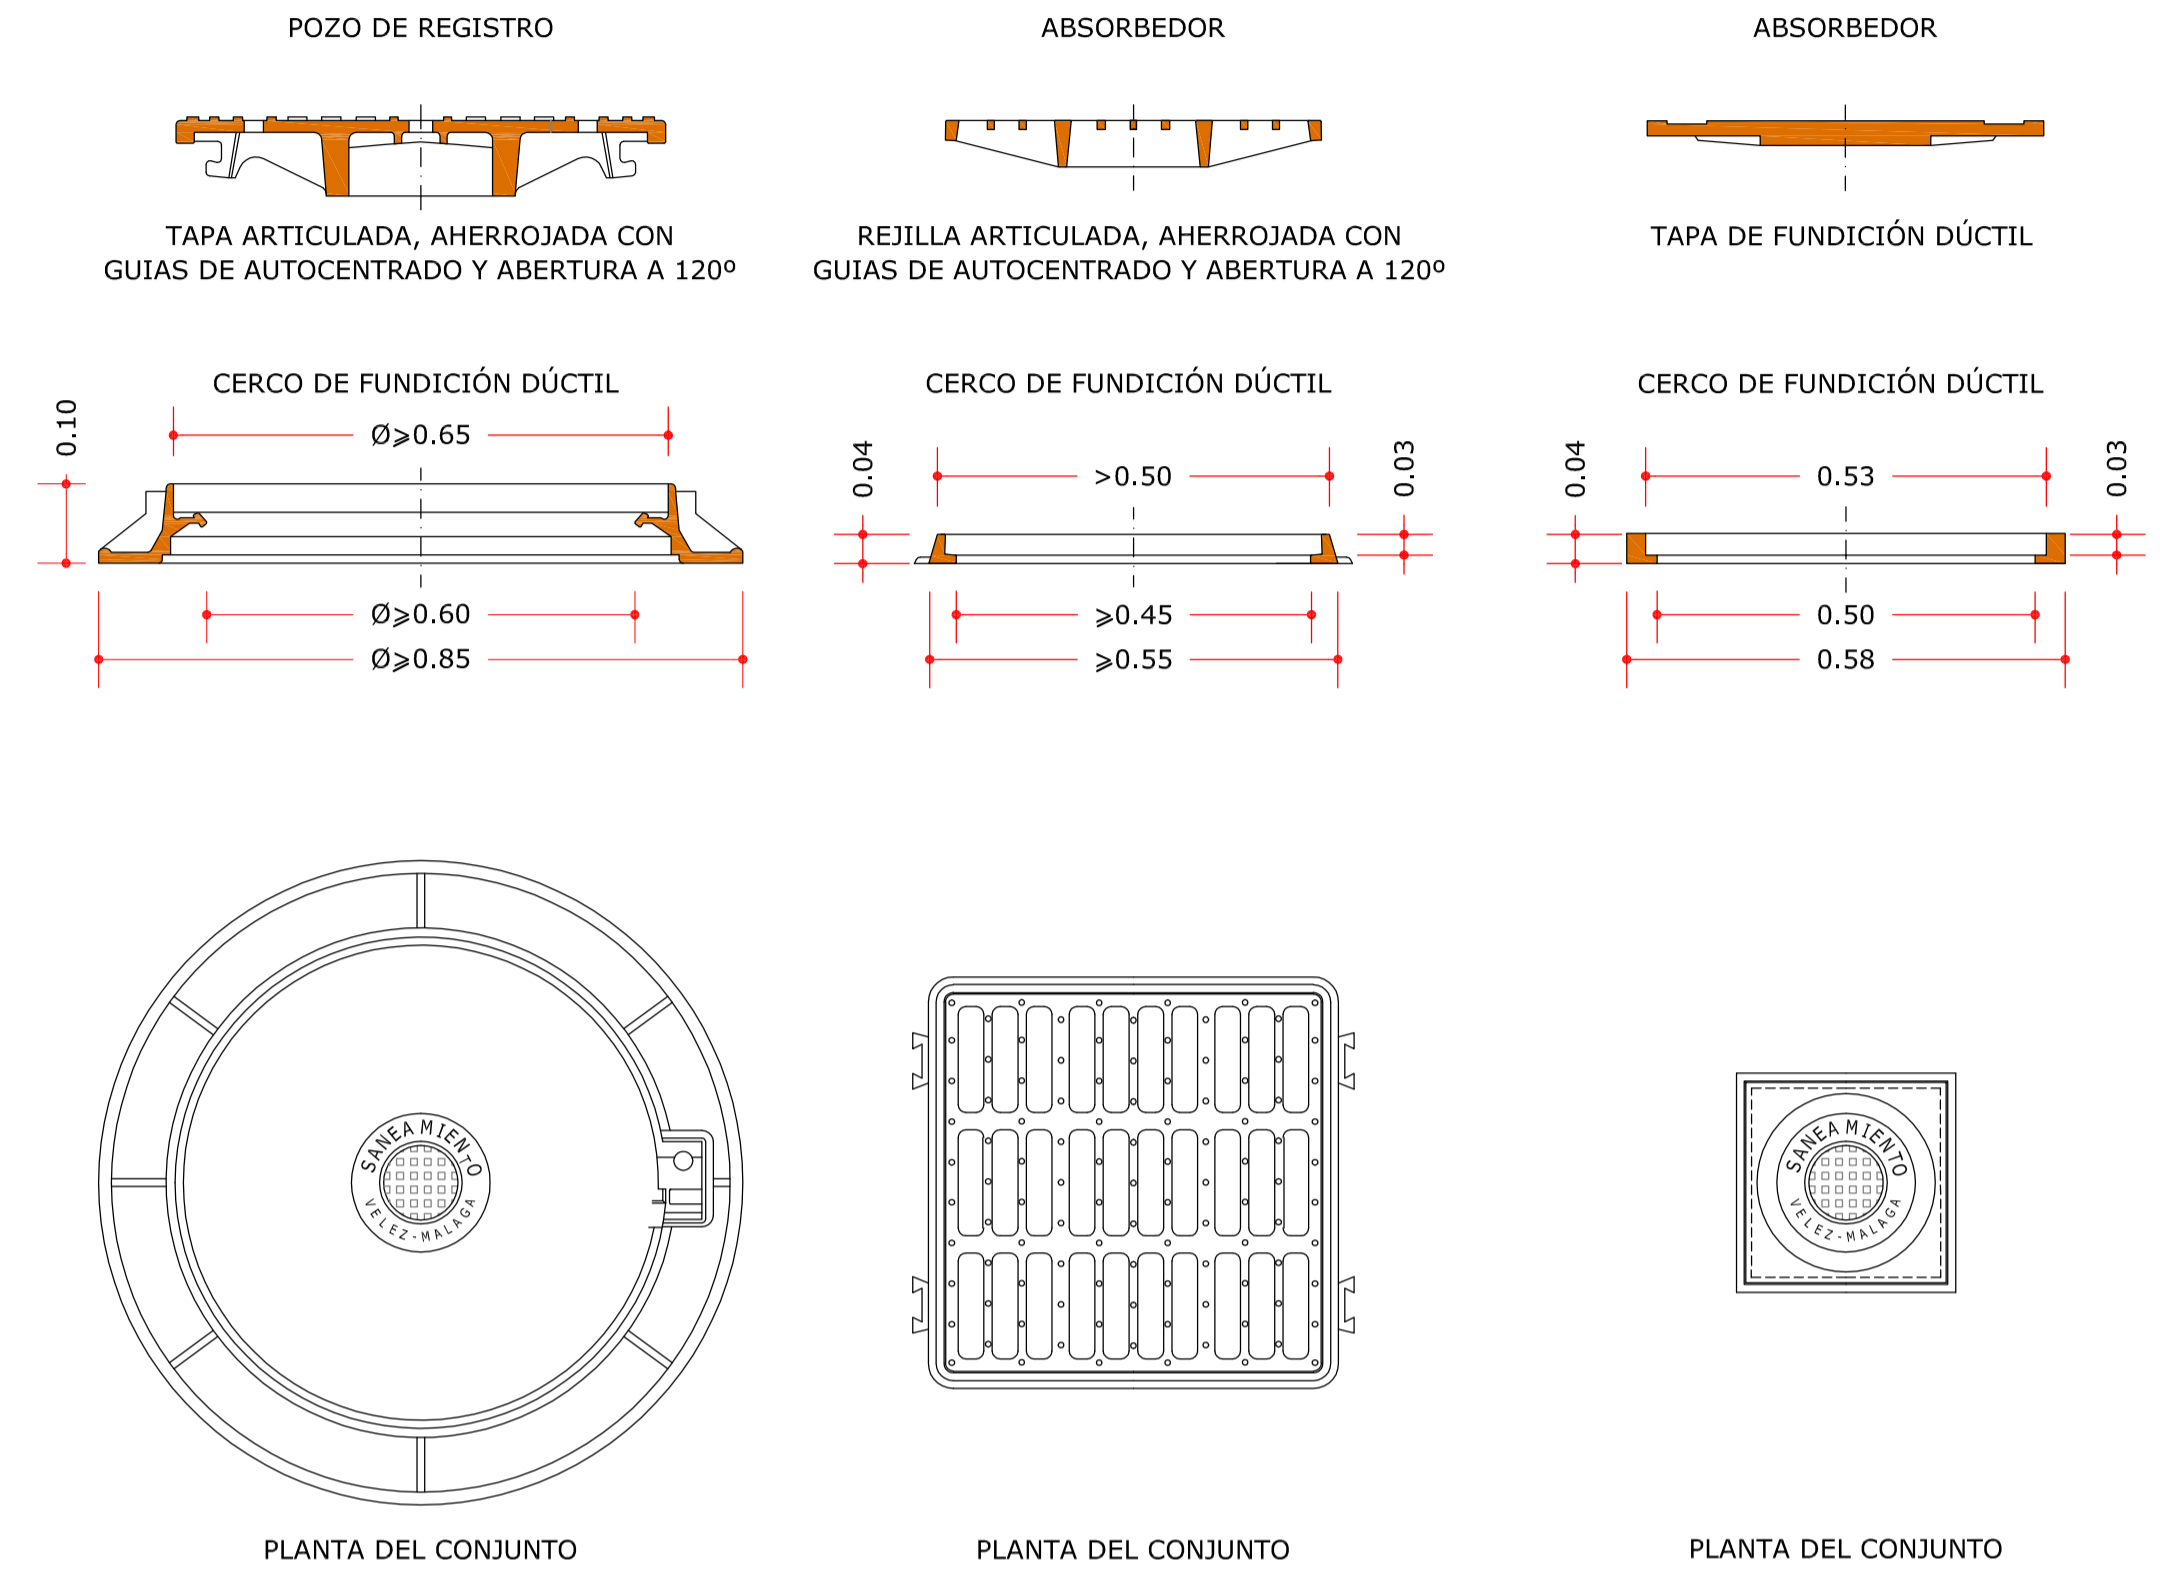 POZO DE REGISTRO
TAPA ARTICULADA, AHERROJADA CON
GUIAS DE AUTOCENTRADO Y ABERTURA A 120º
CERCO DE FUNDICIÓN DÚCTIL
0.10
Ø⩾0.65
Ø⩾0.60
Ø⩾0.85
SANEAMIENTO
VELEZ-MALAGA
PLANTA DEL CONJUNTO
ABSORBEDOR
REJILLA ARTICULADA, AHERROJADA CON
GUIAS DE AUTOCENTRADO Y ABERTURA A 120º
CERCO DE FUNDICIÓN DÚCTIL
0.04
>0.50
0.03
⩾0.45
⩾0.55
PLANTA DEL CONJUNTO
ABSORBEDOR
TAPA DE FUNDICIÓN DÚCTIL
CERCO DE FUNDICIÓN DÚCTIL
0.04
0.53
0.03
0.50
0.58
SANEAMIENTO
VELEZ-MALAGA
PLANTA DEL CONJUNTO